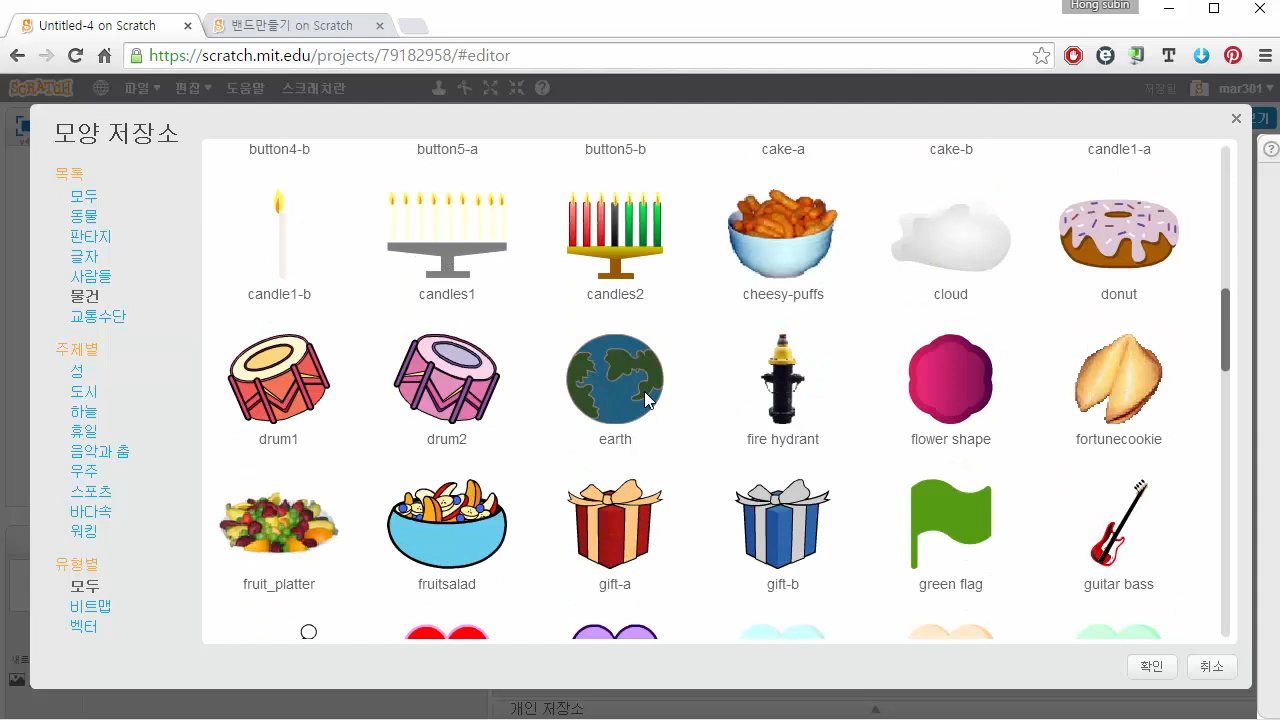 Hong subin
Untitled-4 on Scratch
밴드만들기 on Scratch
https://scratch.mit.edu/projects/79182958/#editor
SCRATCH 파일 편집 도움말 스크래치란 저장됨 mar301
모양 저장소
목록
모두
동물
판타지
글자
사람들
물건
교통수단
주제별
성
도시
하늘
휴일
음악과 춤
우주
스포츠
바다속
워킹
유형별
모두
비트맵
벡터
button4-b button5-a button5-b cake-a cake-b candle1-a
candle1-b candles1 candles2 cheesy-puffs cloud donut
drum1 drum2 earth fire hydrant flower shape fortunecookie
fruit_platter fruitsalad gift-a gift-b green flag guitar bass
확인 취소
개인 저장소